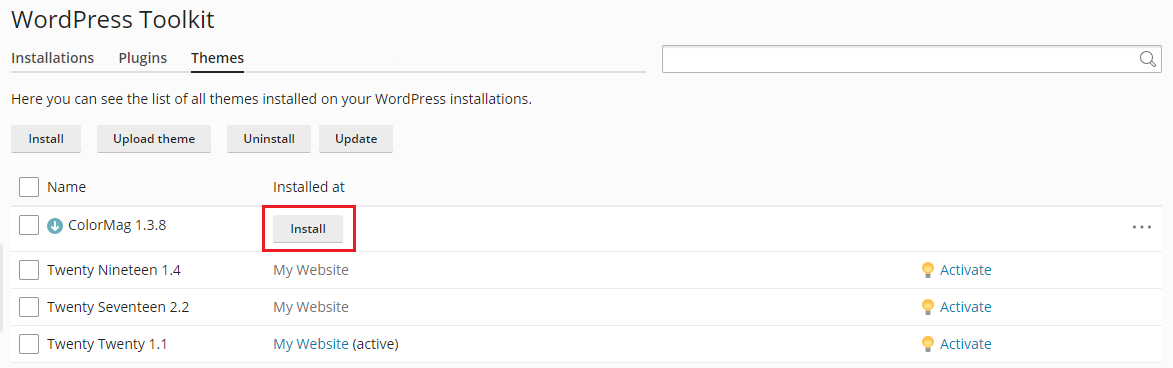 WordPress Toolkit
Installations Plugins Themes
Here you can see the list of all themes installed on your WordPress installations.
Install Upload theme Uninstall Update
Name Installed at
ColorMag 1.3.8 Install
Twenty Nineteen 1.4 My Website Activate
Twenty Seventeen 2.2 My Website Activate
Twenty Twenty 1.1 My Website (active) Activate